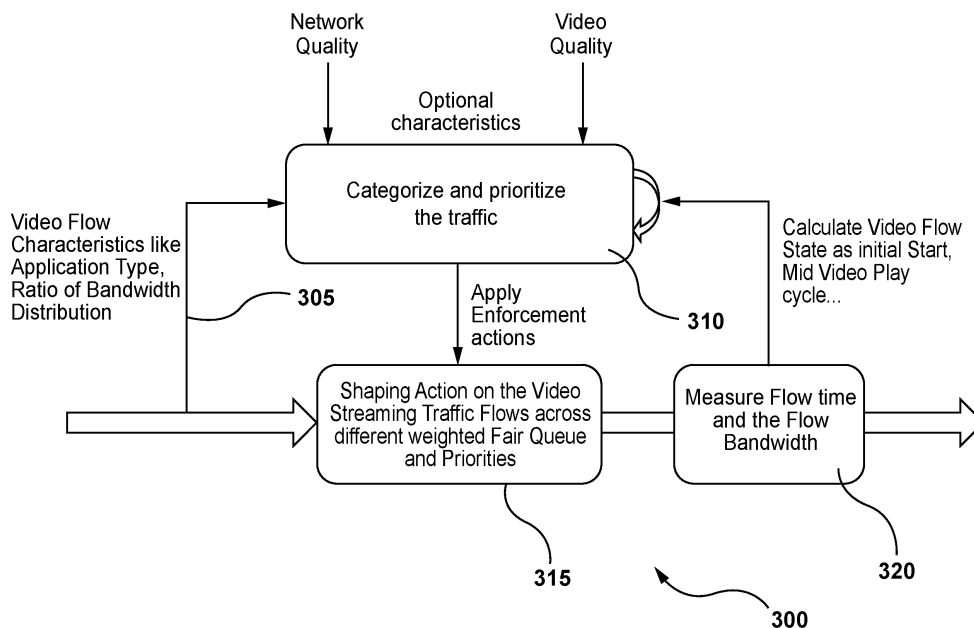 Network
Quality
Video
Quality
Optional
characteristics
Categorize and prioritize
the traffic
Video Flow
Characteristics like
Application Type,
Ratio of Bandwidth
Distribution
305
Calculate Video Flow
State as initial Start,
Mid Video Play
cycle...
310
Apply
Enforcement
actions
Shaping Action on the Video
Streaming Traffic Flows across
different weighted Fair Queue
and Priorities
Measure Flow time
and the Flow
Bandwidth
315
320
300